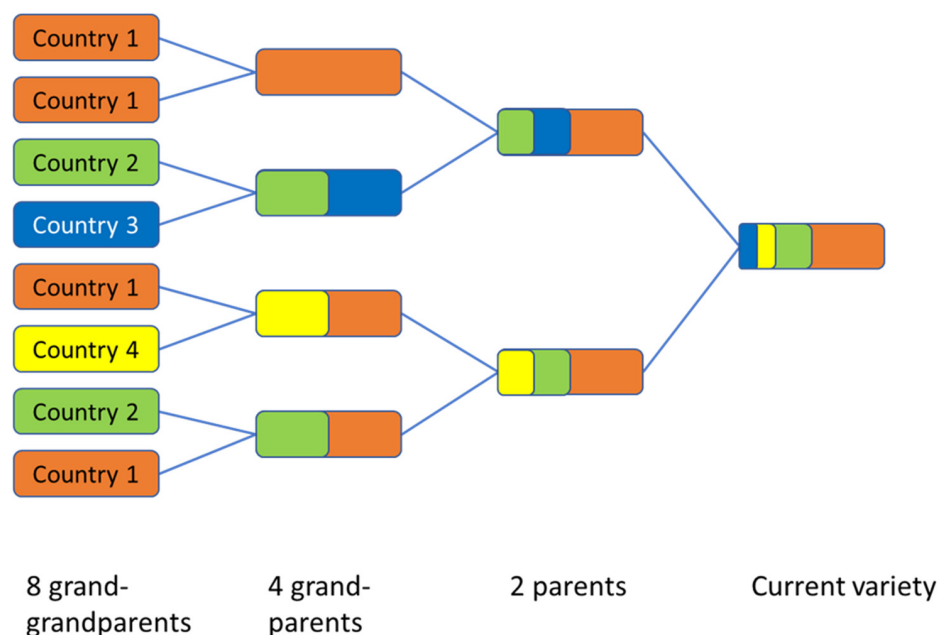 Country 1
Country 1
Country 2
Country 3
Country 1
Country 4
Country 2
Country 1
8 grand-
grandparents
4 grand-
parents
2 parents
Current variety